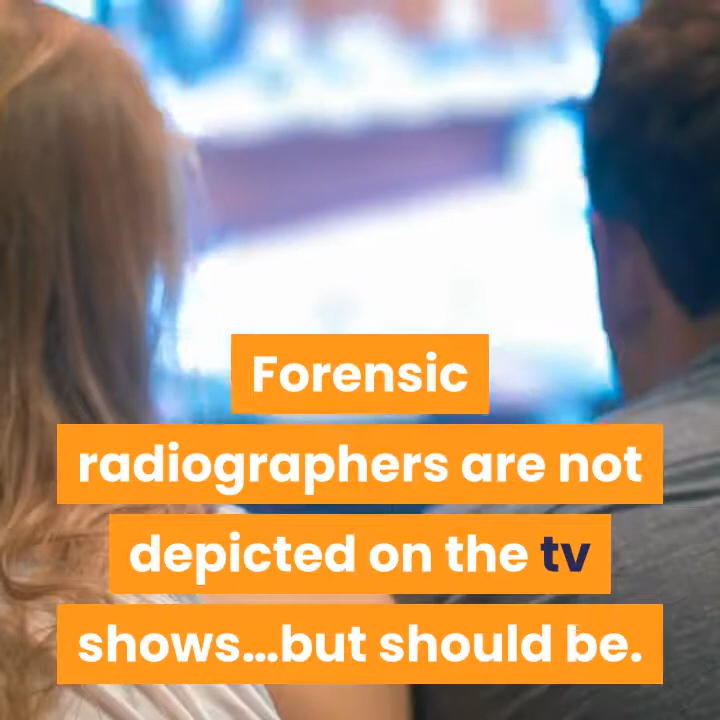 Forensic
radiographers are not
depicted on the tv
shows...but should be.